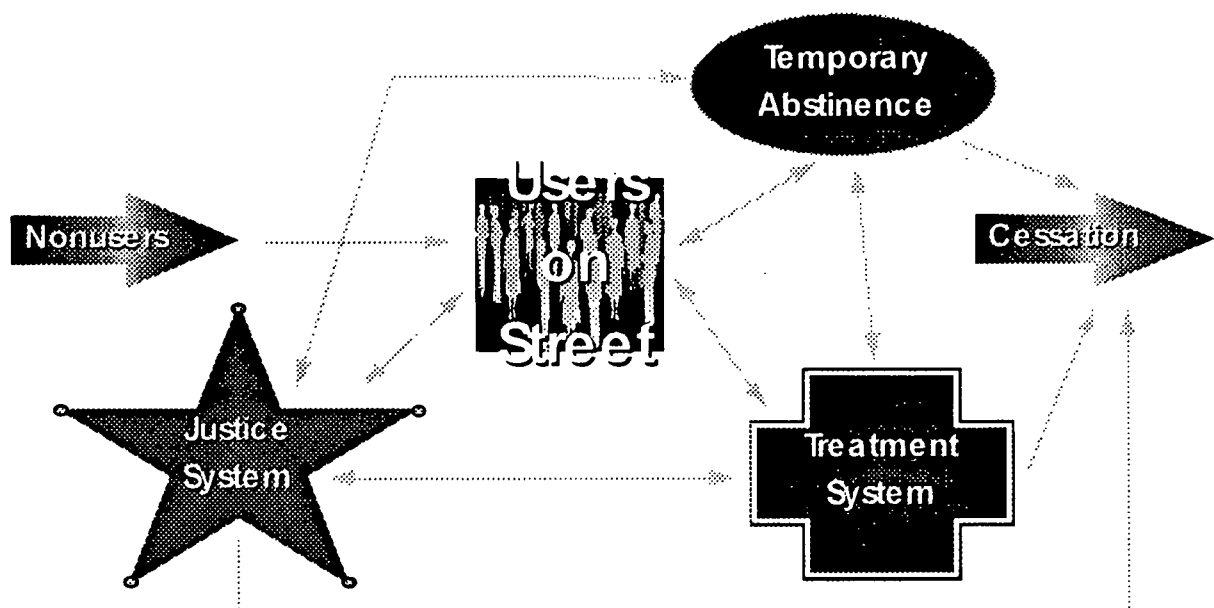 Temporary
Abstinence
Nonusers
Users
on
Street
Cessation
Justice
System
Treatment
System